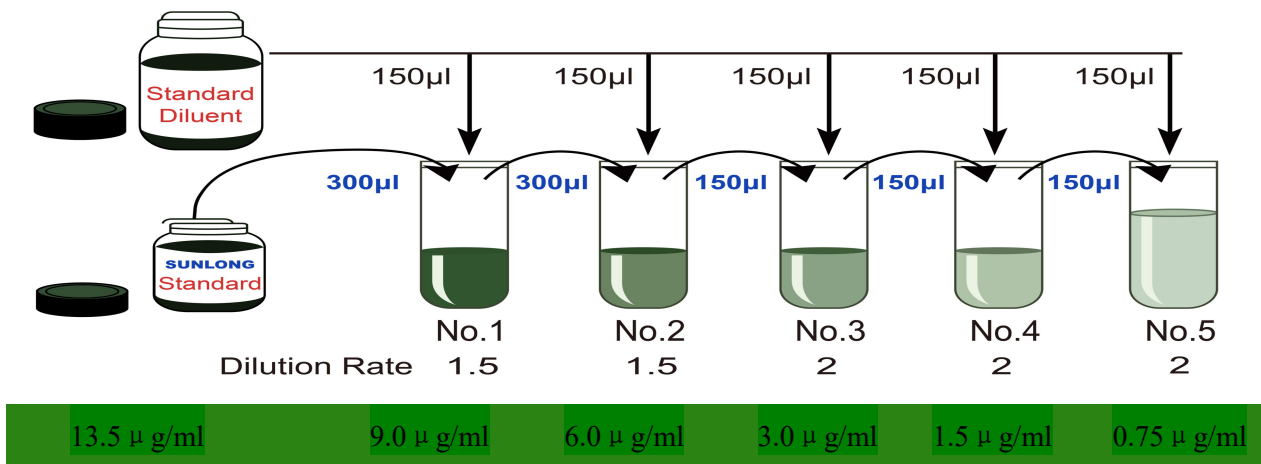 Standard
Diluent
150μl 150μl 150μl 150μl 150μl
300μl 300μl 150μl 150μl 150μl
SUNLONG
Standard
No.1 No.2 No.3 No.4 No.5
Dilution Rate 1.5 1.5 2 2 2
13.5 μ g/ml 9.0 μ g/ml 6.0 μ g/ml 3.0 μ g/ml 1.5 μ g/ml 0.75 μ g/ml